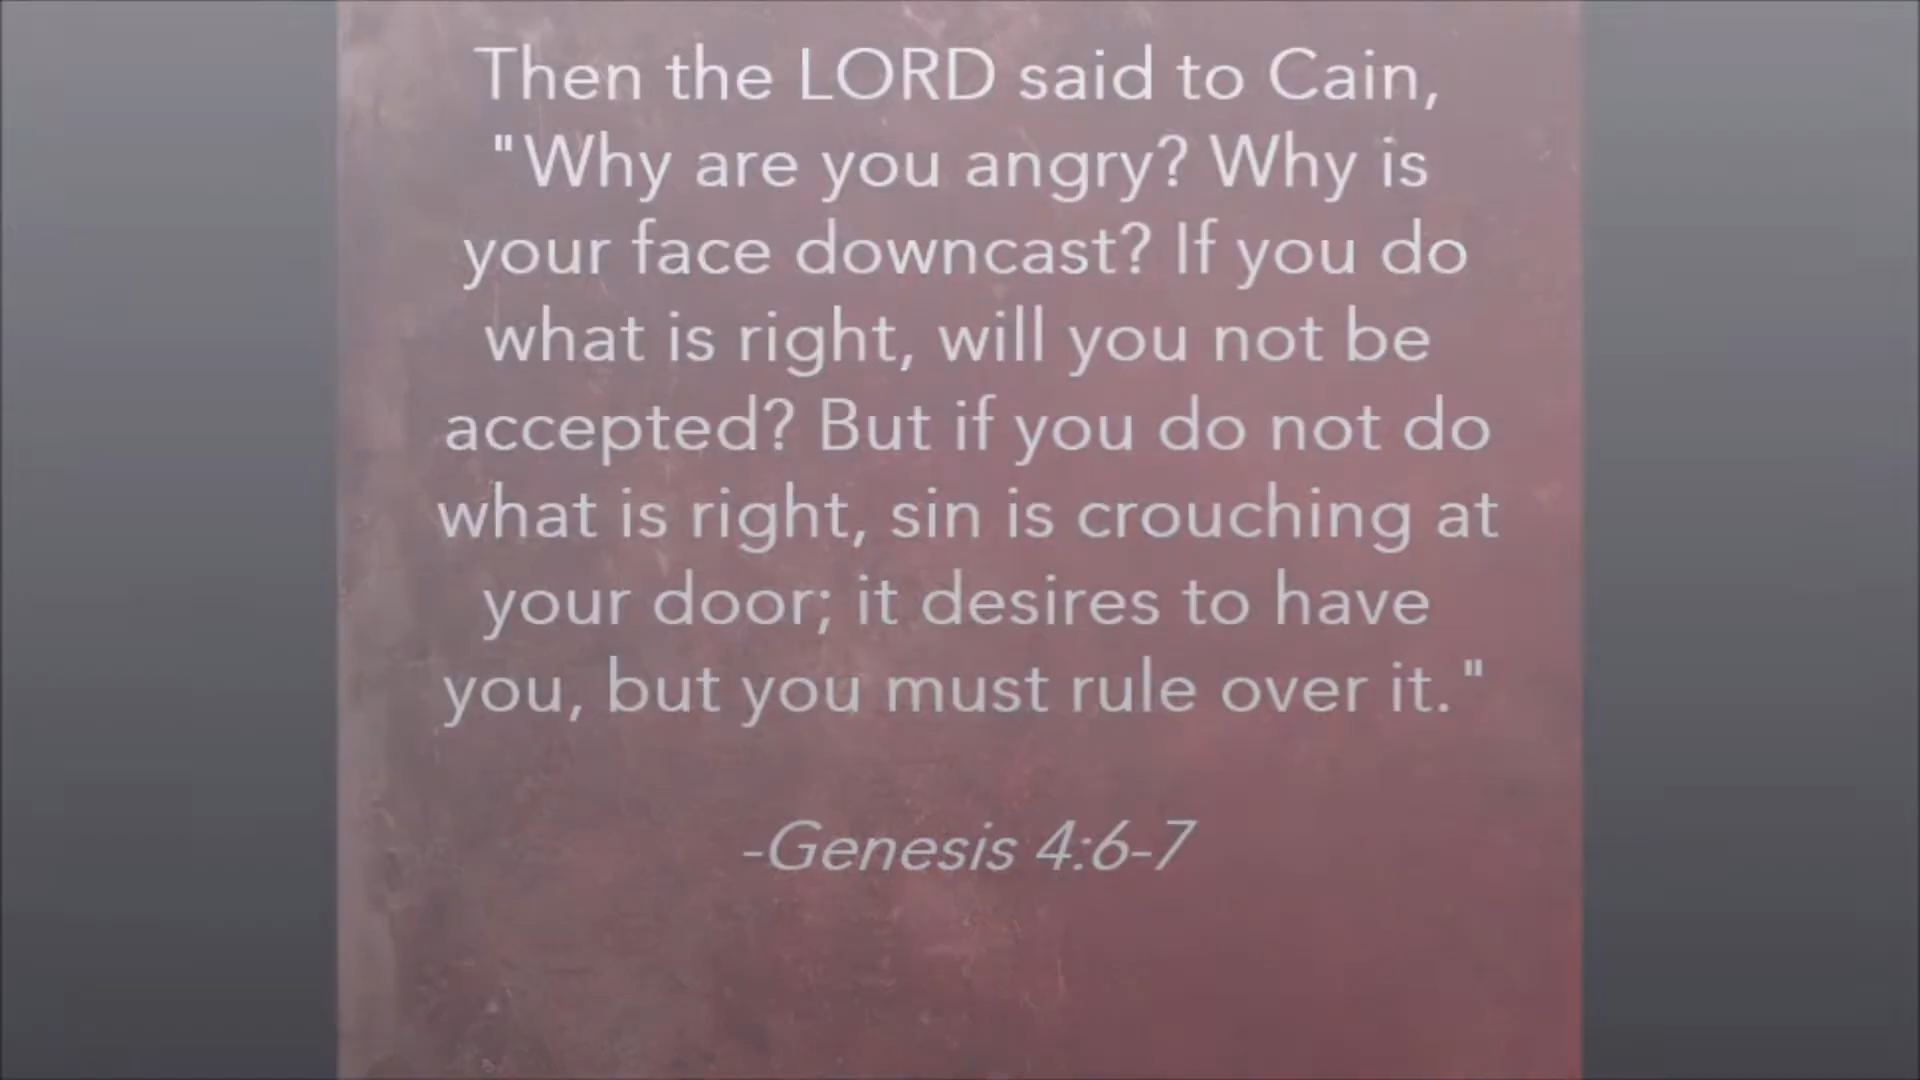 Then the LORD said to Cain,
"Why are you angry? Why is
your face downcast? If you do
what is right, will you not be
accepted? But if you do not do
what is right, sin is crouching at
your door; it desires to have
you, but you must rule over it."
-Genesis 4:6-7